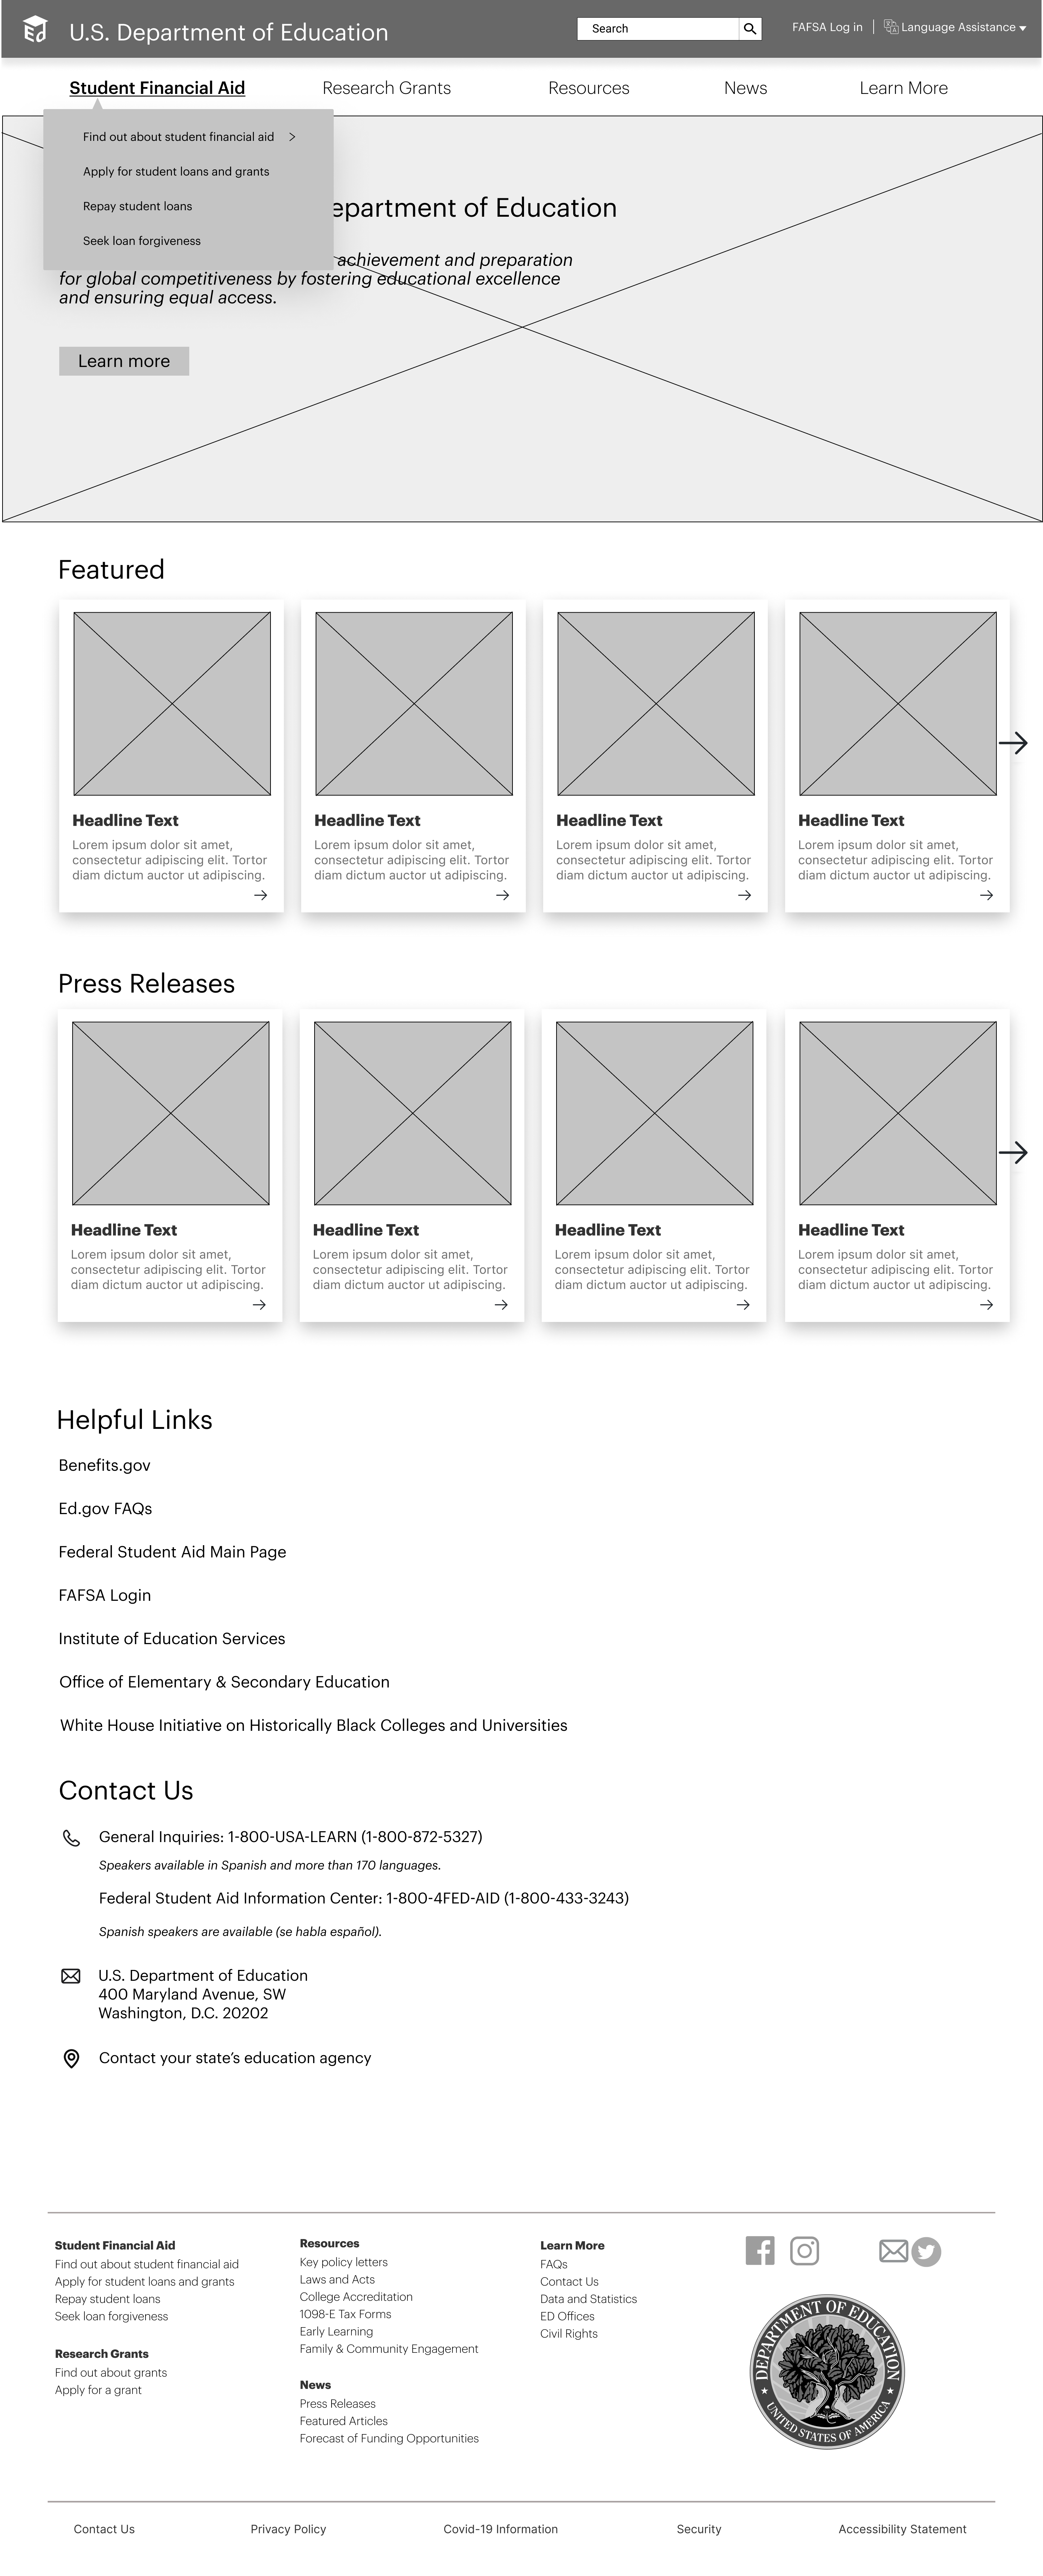 U.S. Department of Education
Search
FAFSA Log in
Language Assistance
Student Financial Aid
Research Grants
Resources
News
Learn More
Find out about student financial aid
Apply for student loans and grants
Repay student loans
Seek loan forgiveness
epartment of Education
achievement and preparation
for global competitiveness by fostering educational excellence
and ensuring equal access.
Learn more
Featured
Headline Text
Lorem ipsum dolor sit amet,
consectetur adipiscing elit. Tortor
diam dictum auctor ut adipiscing.
Headline Text
Lorem ipsum dolor sit amet,
consectetur adipiscing elit. Tortor
diam dictum auctor ut adipiscing.
Headline Text
Lorem ipsum dolor sit amet,
consectetur adipiscing elit. Tortor
diam dictum auctor ut adipiscing.
Headline Text
Lorem ipsum dolor sit amet,
consectetur adipiscing elit. Tortor
diam dictum auctor ut adipiscing.
Press Releases
Headline Text
Lorem ipsum dolor sit amet,
consectetur adipiscing elit. Tortor
diam dictum auctor ut adipiscing.
Headline Text
Lorem ipsum dolor sit amet,
consectetur adipiscing elit. Tortor
diam dictum auctor ut adipiscing.
Headline Text
Lorem ipsum dolor sit amet,
consectetur adipiscing elit. Tortor
diam dictum auctor ut adipiscing.
Headline Text
Lorem ipsum dolor sit amet,
consectetur adipiscing elit. Tortor
diam dictum auctor ut adipiscing.
Helpful Links
Benefits.gov
Ed.gov FAQs
Federal Student Aid Main Page
FAFSA Login
Institute of Education Services
Office of Elementary & Secondary Education
White House Initiative on Historically Black Colleges and Universities
Contact Us
General Inquiries: 1-800-USA-LEARN (1-800-872-5327)
Speakers available in Spanish and more than 170 languages.
Federal Student Aid Information Center: 1-800-4FED-AID (1-800-433-3243)
Spanish speakers are available (se habla español).
U.S. Department of Education
400 Maryland Avenue, SW
Washington, D.C. 20202
Contact your state's education agency
Student Financial Aid
Find out about student financial aid
Apply for student loans and grants
Repay student loans
Seek loan forgiveness
Research Grants
Find out about grants
Apply for a grant
Resources
Key policy letters
Laws and Acts
College Accreditation
1098-E Tax Forms
Early Learning
Family & Community Engagement
News
Press Releases
Featured Articles
Forecast of Funding Opportunities
Learn More
FAQs
Contact Us
Data and Statistics
ED Offices
Civil Rights
DEPARTMENT OF EDUCATION
UNITED STATES OF AMERICA
Contact Us
Privacy Policy
Covid-19 Information
Security
Accessibility Statement